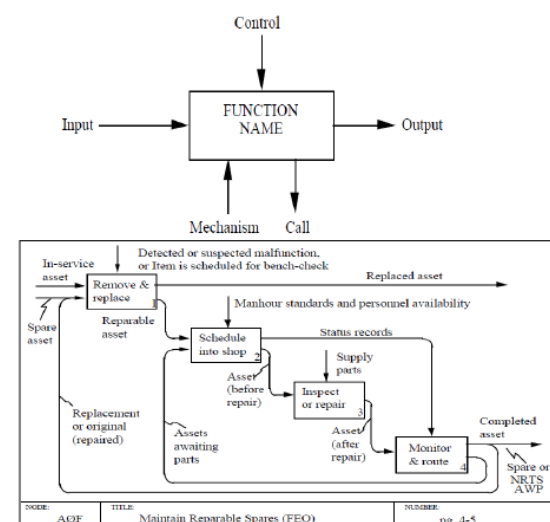 Control
FUNCTION
NAME
Input
Output
Mechanism
Call
Detected or suspected malfunction,
or Item is scheduled for bench-check
In-service
asset
Remove &
replace
1
Replaced asset
Spare
asset
Reparable
asset
Manhour standards and personnel availability
Schedule
into shop
2
Status records
Supply
parts
Asset
(before
repair)
Inspect
or repair
3
Replacement
or original
(repaired)
Assets
awaiting
parts
Asset
(after
repair)
Monitor
& route
4
Completed
asset
Spare or
NRTS
AWP
NODE:
A0F
TITLE:
Maintain Reparable Spares (FEO)
NUMBER:
pg. 4-5